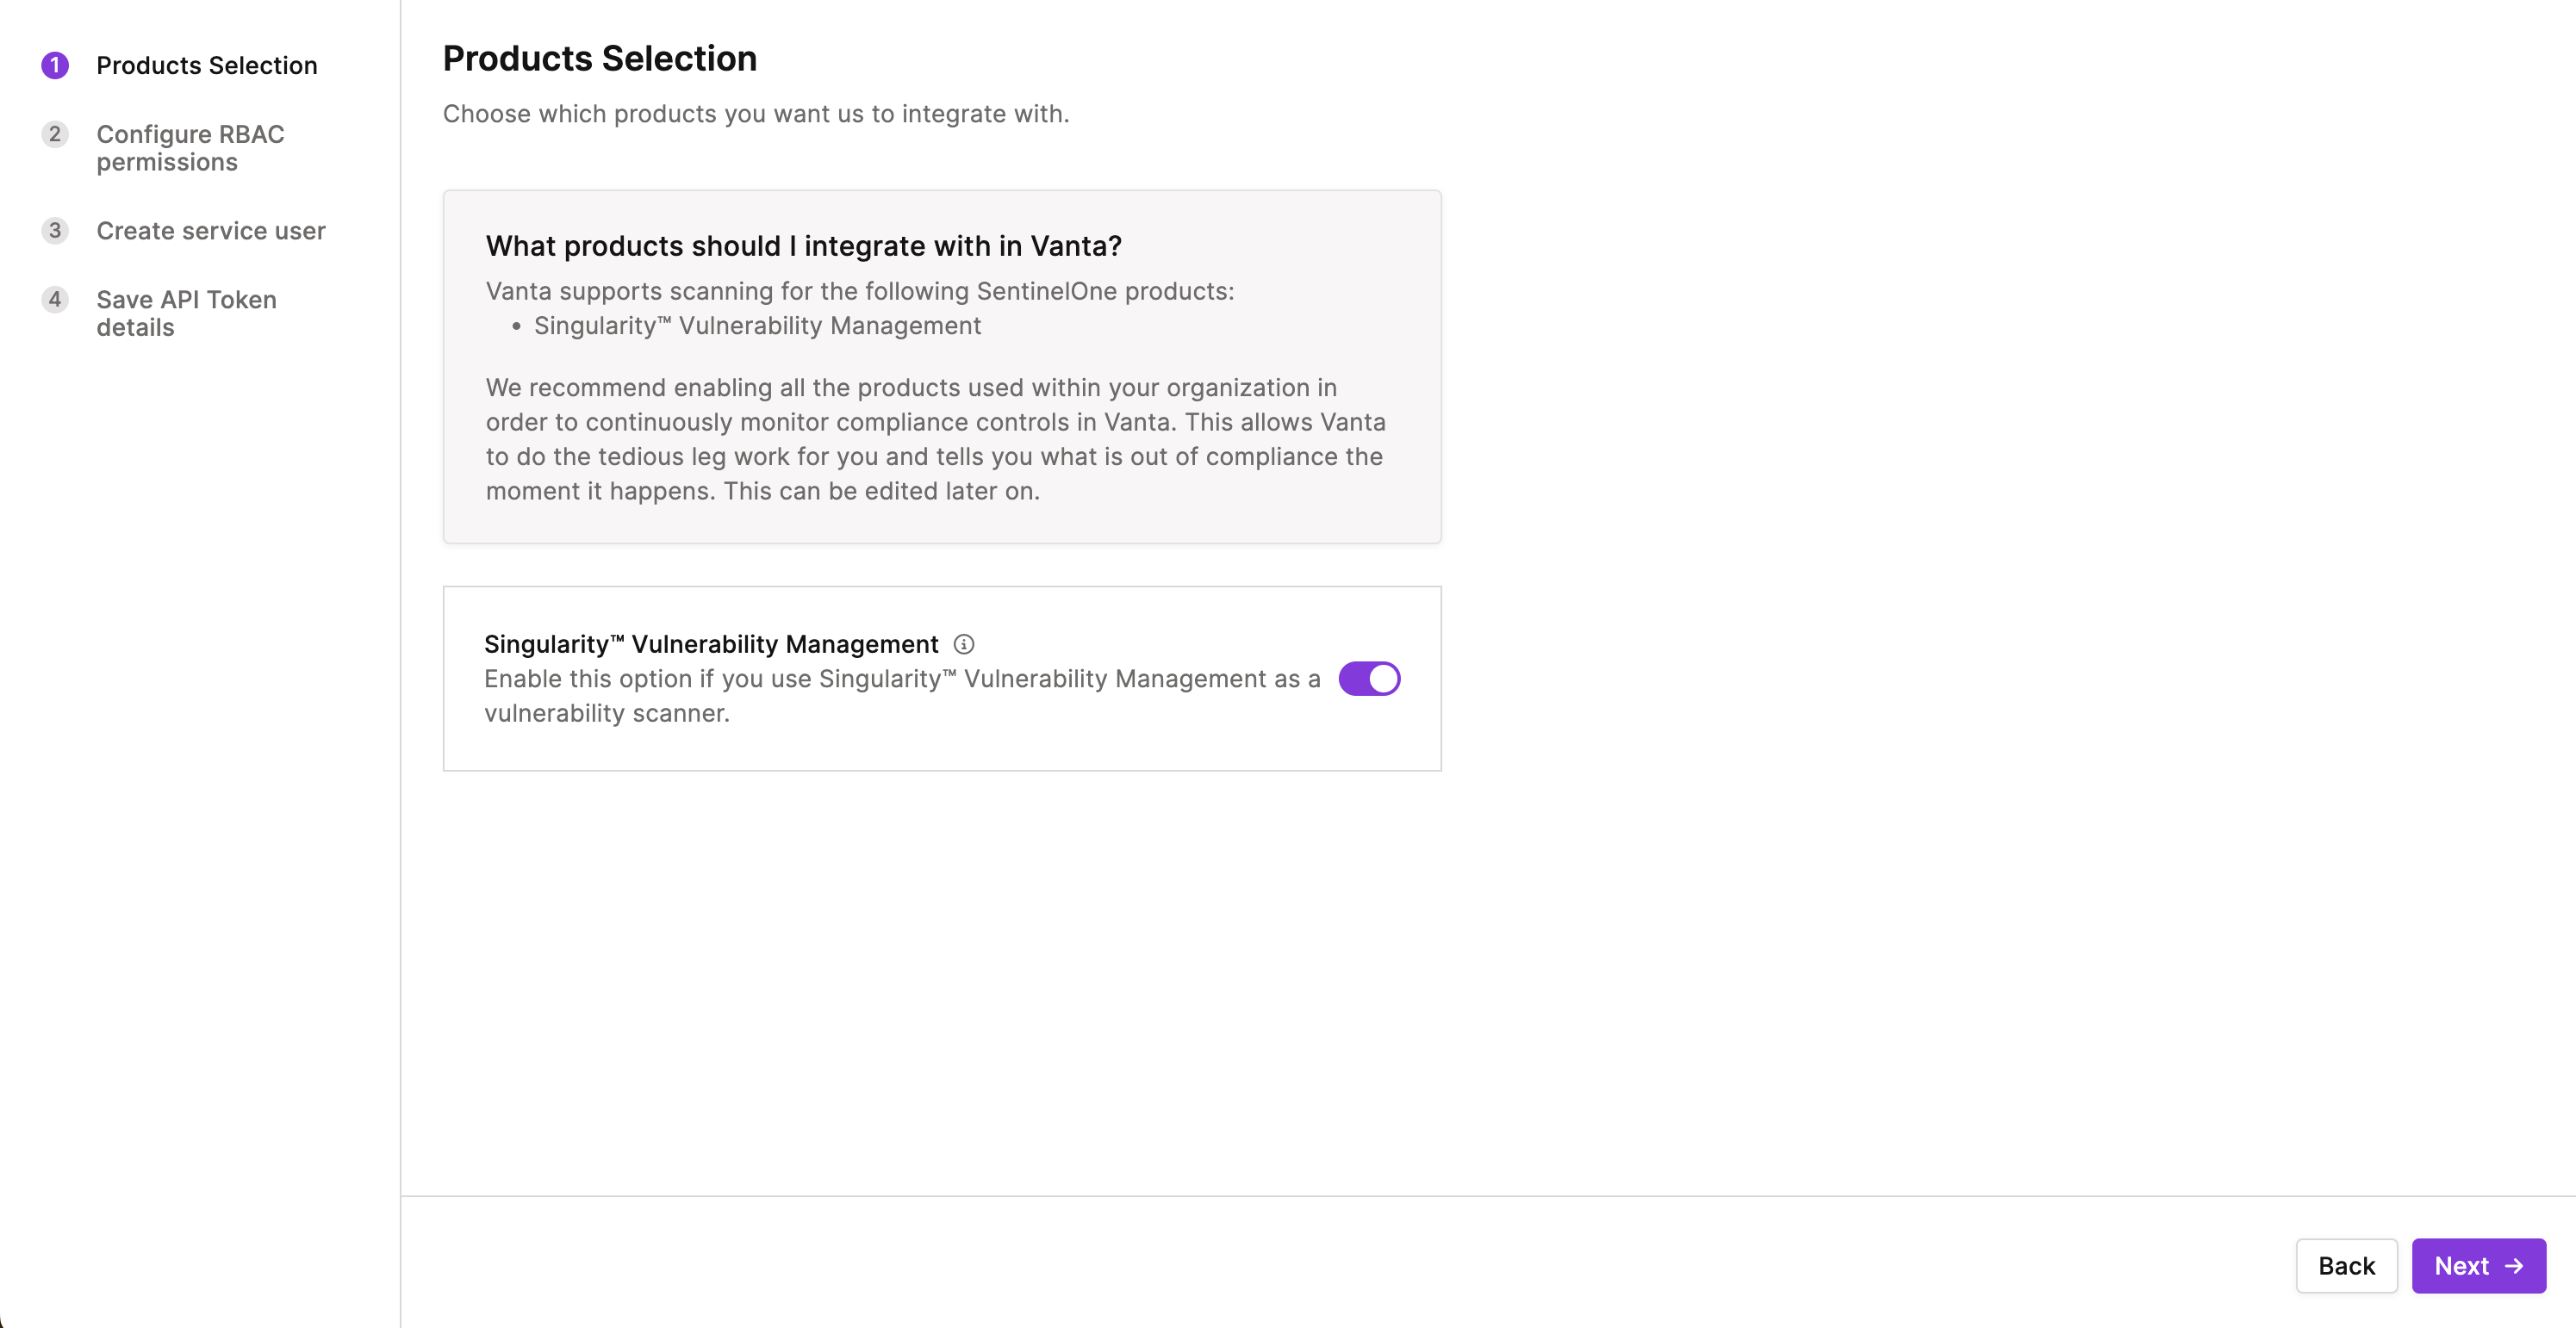 1 Products Selection
2 Configure RBAC
permissions
3 Create service user
4 Save API Token
details
Products Selection
Choose which products you want us to integrate with.
What products should I integrate with in Vanta?
Vanta supports scanning for the following SentinelOne products:
• Singularity™ Vulnerability Management
We recommend enabling all the products used within your organization in
order to continuously monitor compliance controls in Vanta. This allows Vanta
to do the tedious leg work for you and tells you what is out of compliance the
moment it happens. This can be edited later on.
Singularity™ Vulnerability Management
Enable this option if you use Singularity™ Vulnerability Management as a
vulnerability scanner.
Back
Next →